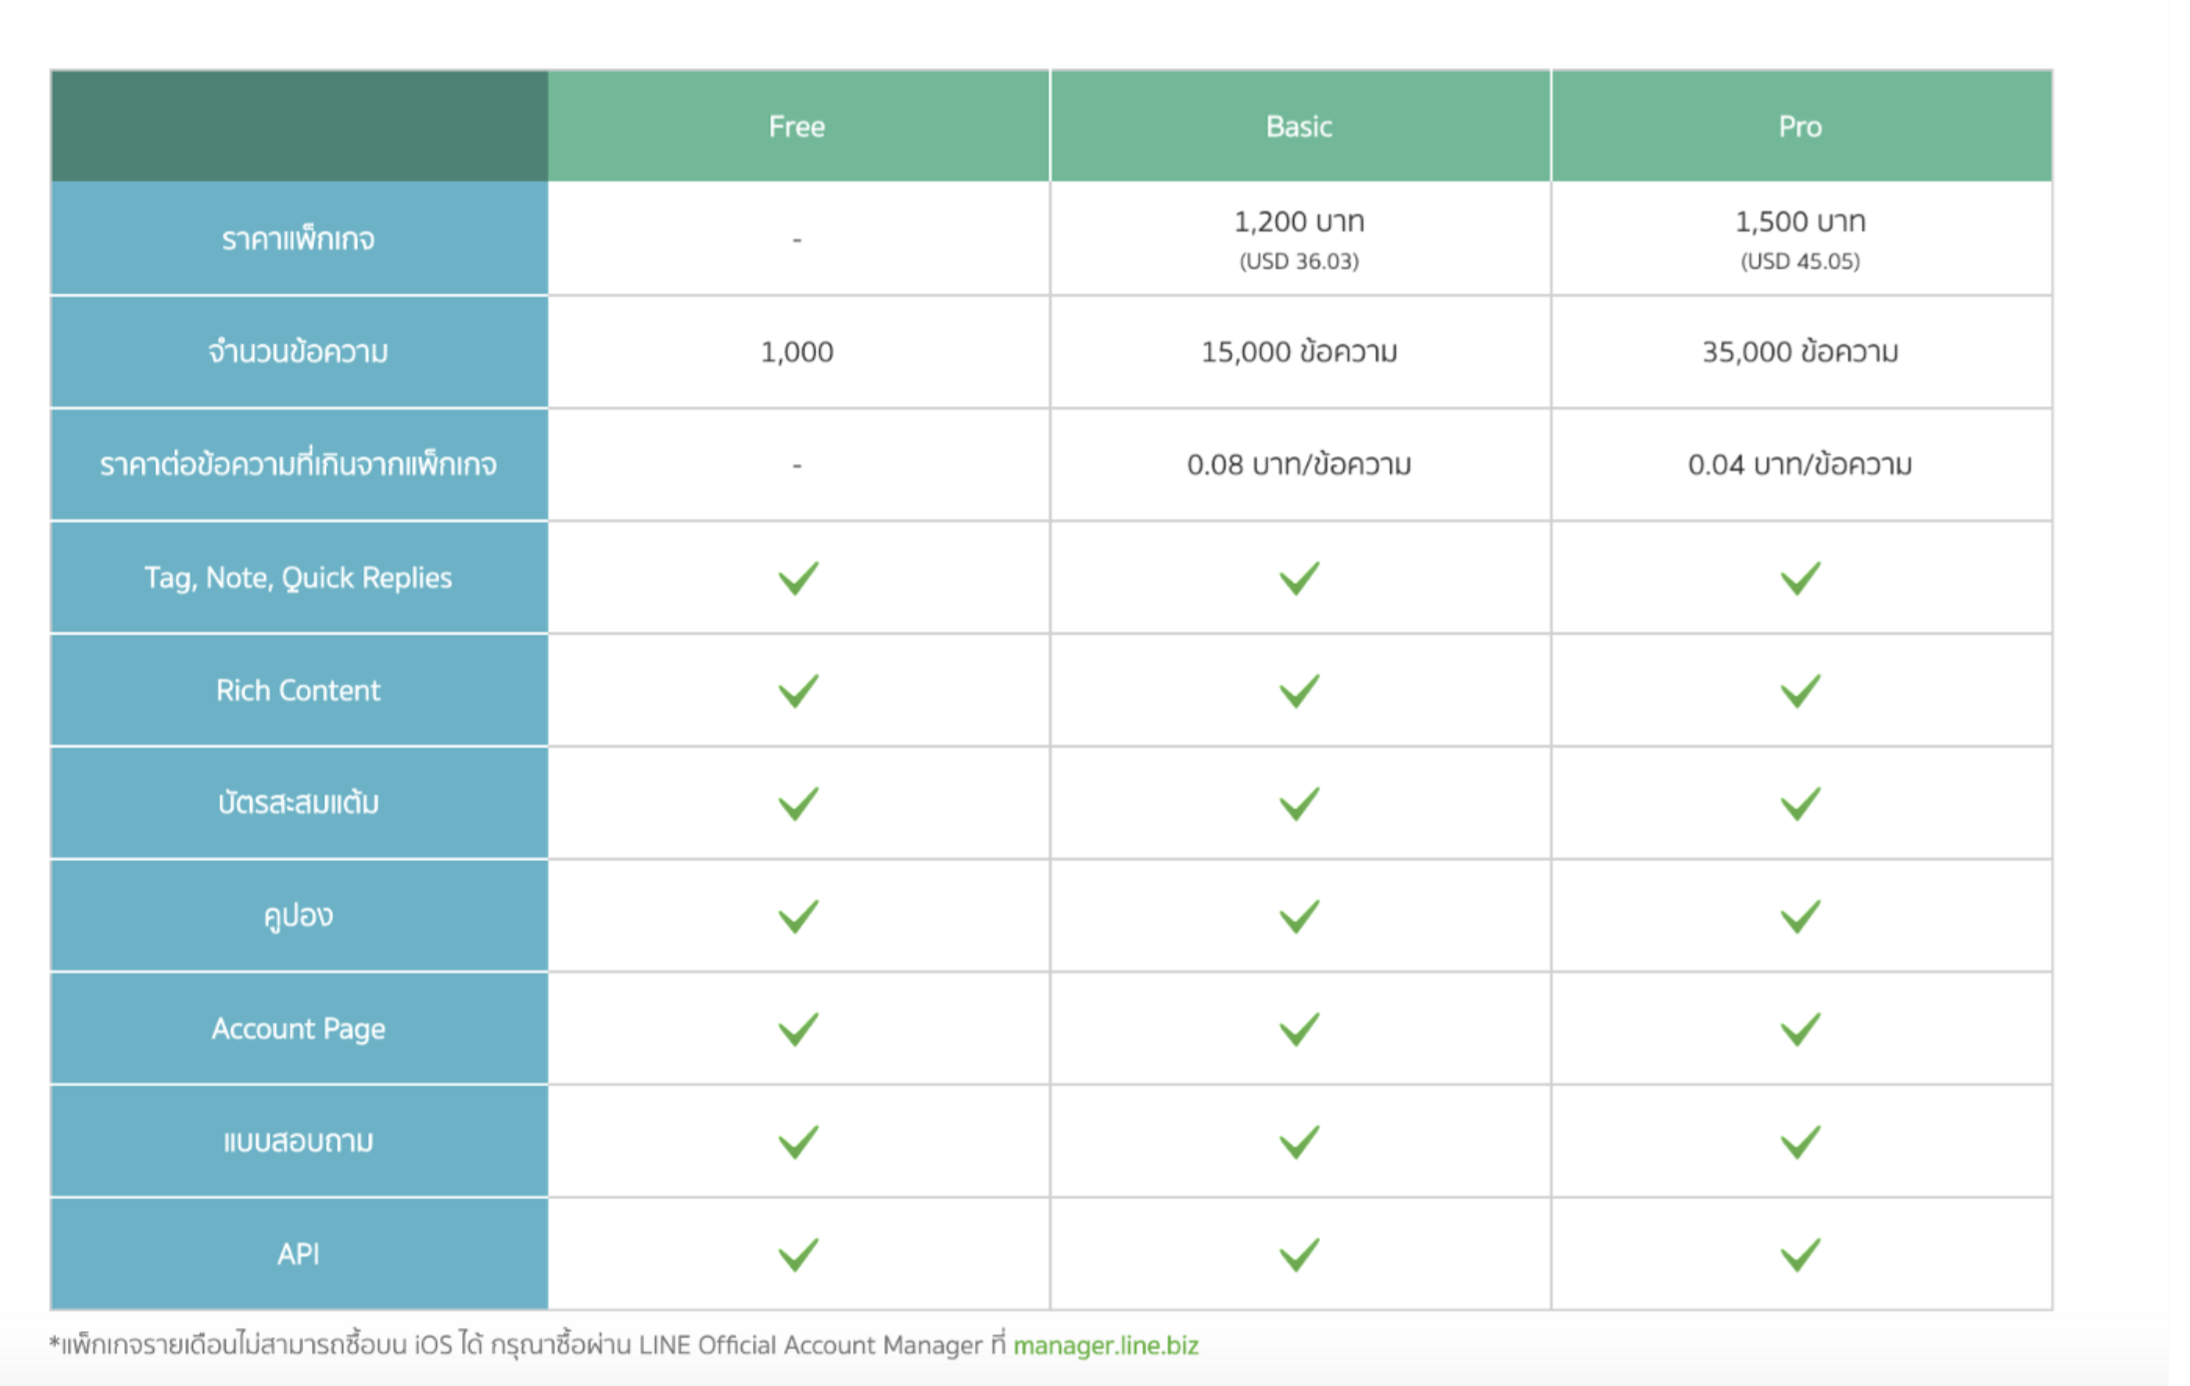 Free Basic Pro
ราคาแพ็กเกจ - 1,200 บาท 1,500 บาท
(USD 36.03) (USD 45.05)
จำนวนข้อความ 1,000 15,000 ข้อความ 35,000 ข้อความ
ราคาต่อข้อความที่เกินจากแพ็กเกจ - 0.08 บาท/ข้อความ 0.04 บาท/ข้อความ
Tag, Note, Quick Replies
Rich Content
บัตรสะสมแต้ม
คูปอง
Account Page
แบบสอบถาม
API
*แพ็กเกจรายเดือนไม่สามารถซื้อบน iOS ได้ กรุณาซื้อผ่าน LINE Official Account Manager ที่ manager.line.biz